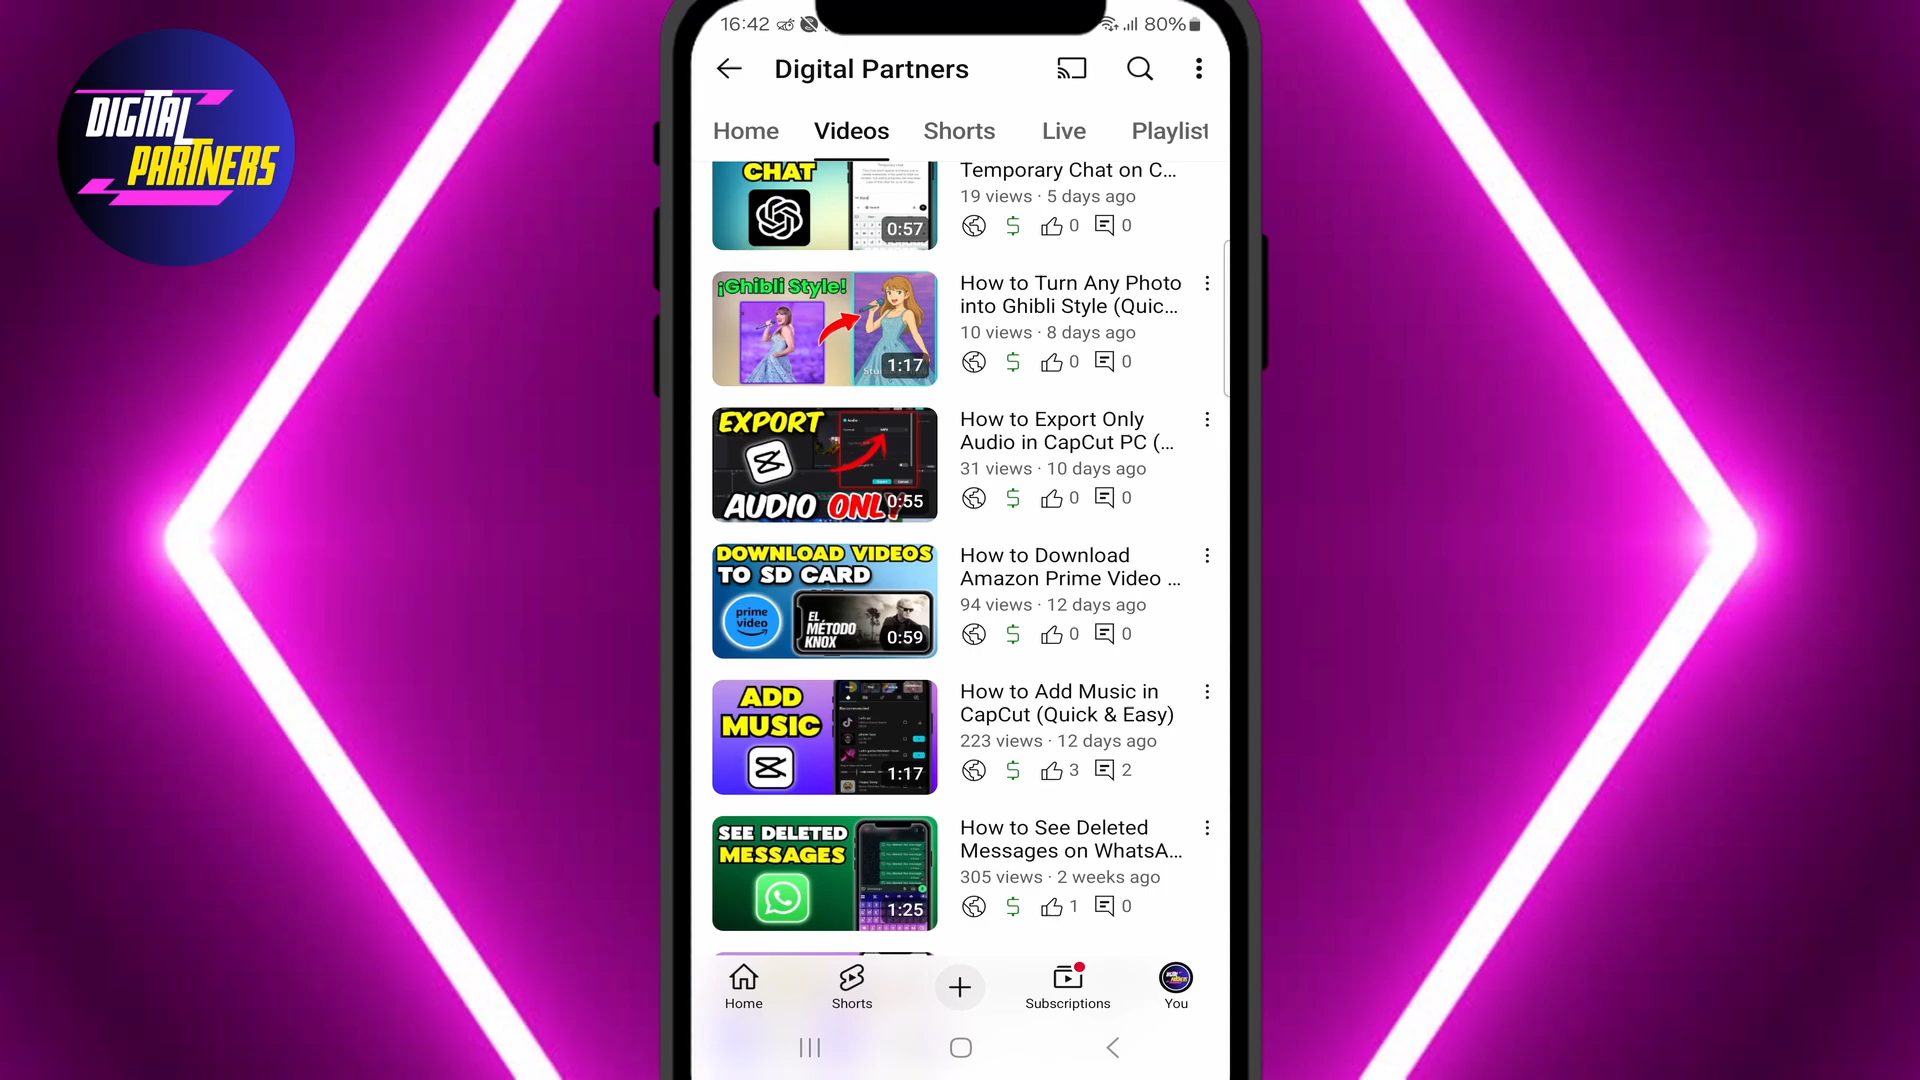 DIGITAL
PARTNERS
16:42
80%
Digital Partners
Home
Videos
Shorts
Live
Playlist
CHAT
0:57
Temporary Chat on C...
19 views · 5 days ago
0
0
¡Ghibli Style!
1:17
How to Turn Any Photo
into Ghibli Style (Quic...
10 views · 8 days ago
0
0
EXPORT
AUDIO ONLY
0:55
How to Export Only
Audio in CapCut PC (...
31 views · 10 days ago
0
0
DOWNLOAD VIDEOS
TO SD CARD
prime
video
EL
MÉTODO
KNOX
0:59
How to Download
Amazon Prime Video ...
94 views · 12 days ago
0
0
ADD
MUSIC
1:17
How to Add Music in
CapCut (Quick & Easy)
223 views · 12 days ago
3
2
SEE DELETED
MESSAGES
1:25
How to See Deleted
Messages on WhatsA...
305 views · 2 weeks ago
1
0
Home
Shorts
Subscriptions
You